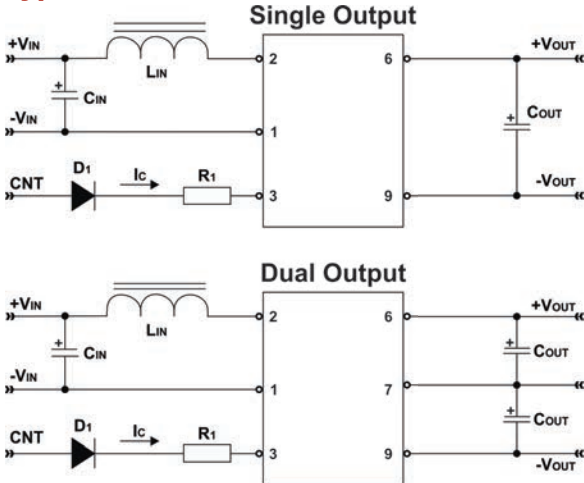 Single Output
+VIN
LIN
2
6
+VOUT
+
CIN
+
COUT
-VIN
1
CNT
D1
IC
R1
3
9
-VOUT
Dual Output
+VIN
LIN
2
6
+VOUT
+
CIN
+
COUT
-VIN
1
7
+
COUT
CNT
D1
IC
R1
3
9
-VOUT